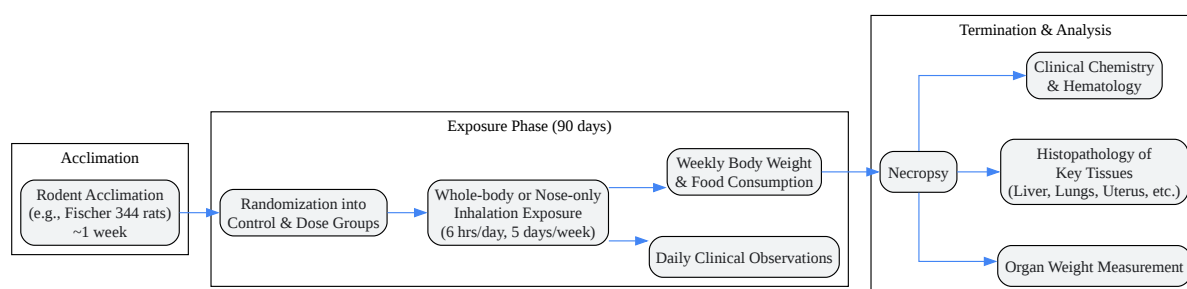 Acclimation
Rodent Acclimation
(e.g., Fischer 344 rats)
~1 week
Exposure Phase (90 days)
Randomization into
Control & Dose Groups
Whole-body or Nose-only
Inhalation Exposure
(6 hrs/day, 5 days/week)
Weekly Body Weight
& Food Consumption
Daily Clinical Observations
Termination & Analysis
Necropsy
Clinical Chemistry
& Hematology
Histopathology of
Key Tissues
(Liver, Lungs, Uterus, etc.)
Organ Weight Measurement